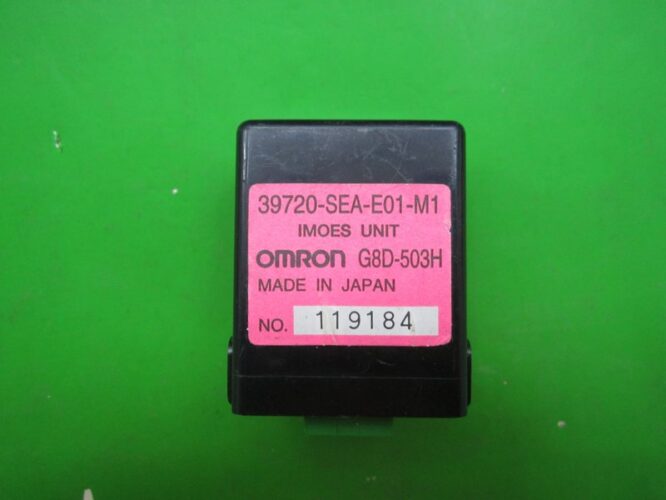 39720-SEA-E01-M1
IMOES UNIT
OMRON G8D-503H
MADE IN JAPAN
NO. 119184